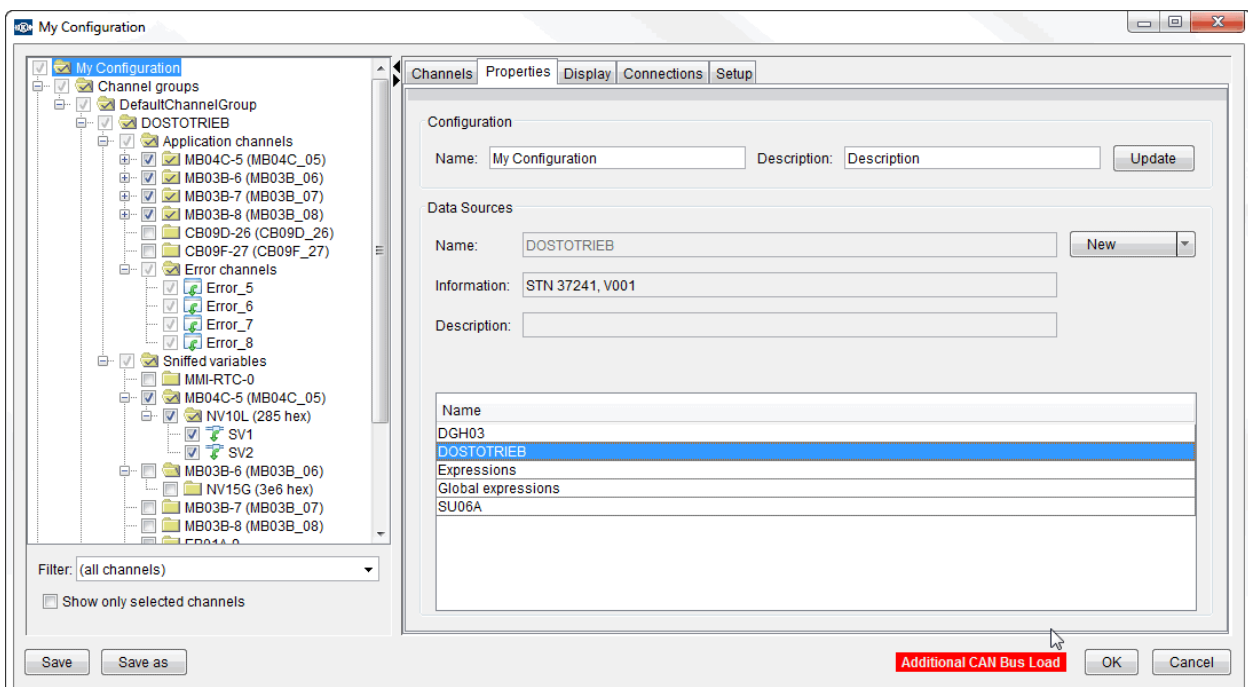 My Configuration
My Configuration
Channel groups
DefaultChannelGroup
DOSTOTRIEB
Application channels
MB04C-5 (MB04C_05)
MB03B-6 (MB03B_06)
MB03B-7 (MB03B_07)
MB03B-8 (MB03B_08)
CB09D-26 (CB09D_26)
CB09F-27 (CB09F_27)
Error channels
Error_5
Error_6
Error_7
Error_8
Sniffed variables
MMI-RTC-0
MB04C-5 (MB04C_05)
NV10L (285 hex)
SV1
SV2
MB03B-6 (MB03B_06)
NV15G (3e6 hex)
MB03B-7 (MB03B_07)
MB03B-8 (MB03B_08)
Filter: (all channels)
Show only selected channels
Channels Properties Display Connections Setup
Configuration
Name: My Configuration Description: Description Update
Data Sources
Name: DOSTOTRIEB New
Information: STN 37241, V001
Description:
Name
DGH03
DOSTOTRIEB
Expressions
Global expressions
SU06A
Save Save as Additional CAN Bus Load OK Cancel